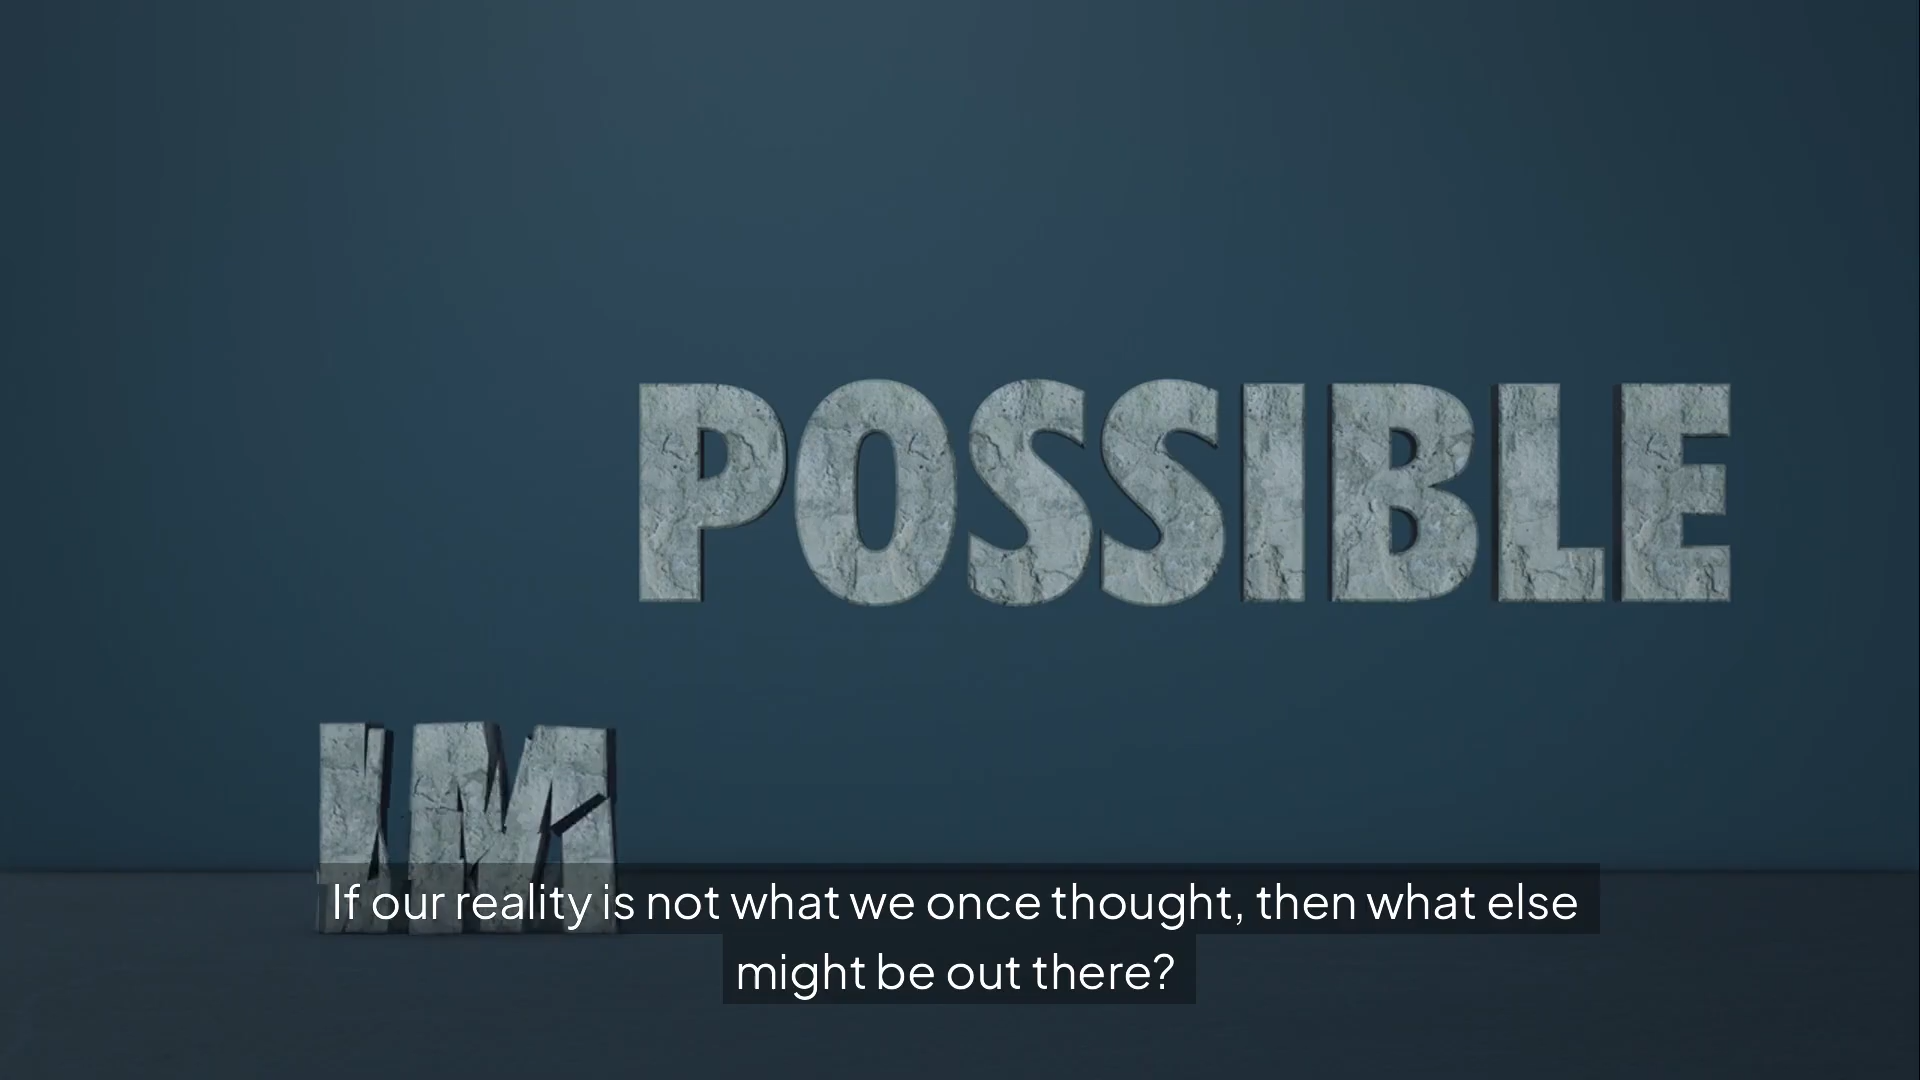 POSSIBLE
IM
If our reality is not what we once thought, then what else
might be out there?